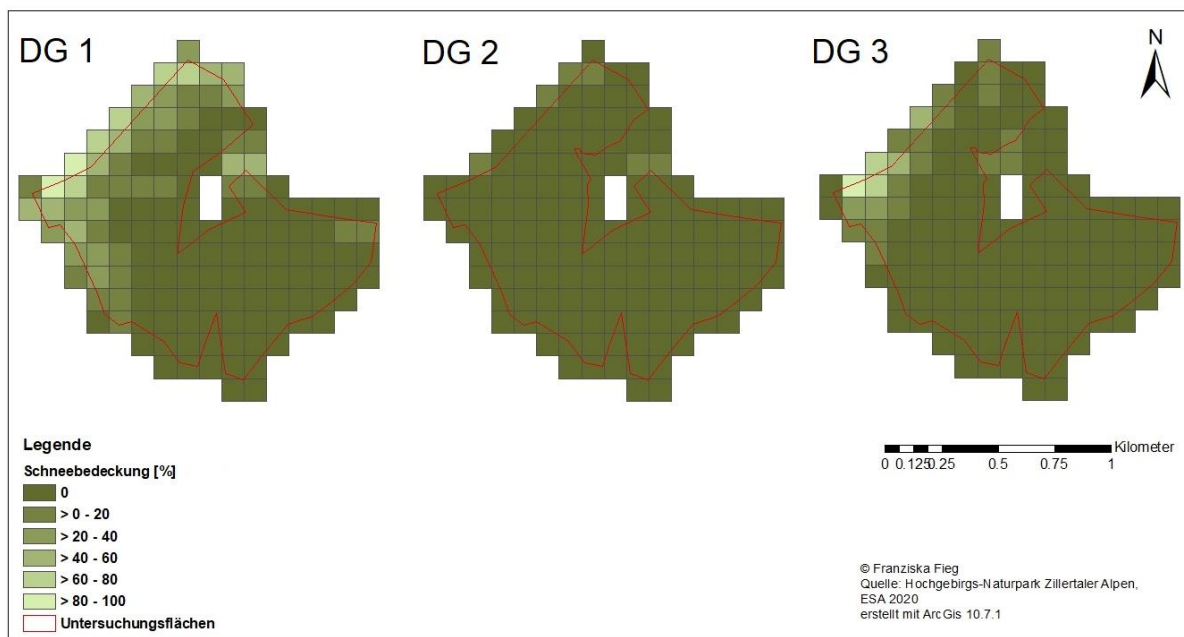 DG 1
DG 2
DG 3
N
Legende
Schneebedeckung [%]
0
> 0 - 20
> 20 - 40
> 40 - 60
> 60 - 80
> 80 - 100
Untersuchungsflächen
Kilometer
0 0.125 0.25 0.5 0.75 1
© Franziska Fieg
Quelle: Hochgebirgs-Naturpark Zillertaler Alpen,
ESA 2020
erstellt mit ArcGis 10.7.1